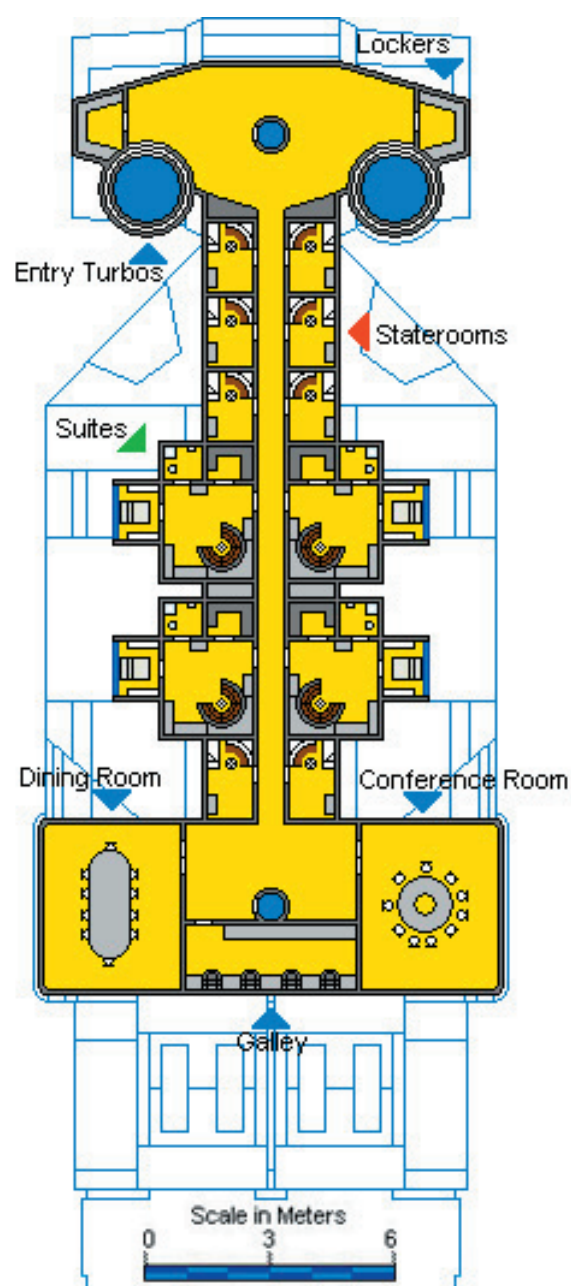 Lockers
Entry Turbos
Staterooms
Suites
Dining Room
Conference Room
Galley
Scale in Meters
0 3 6